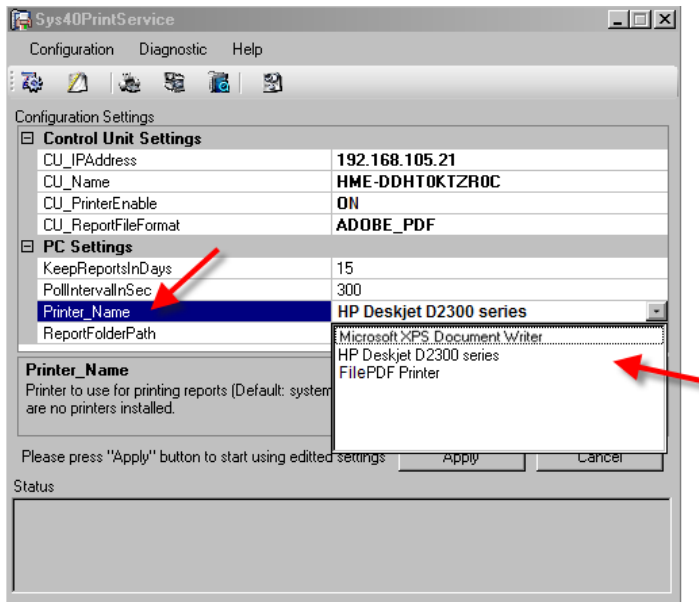 Sys40PrintService
Configuration Diagnostic Help
Configuration Settings
Control Unit Settings
CU_IPAddress 192.168.105.21
CU_Name HME-DDHT0KTZR0C
CU_PrinterEnable ON
CU_ReportFileFormat ADOBE_PDF
PC Settings
KeepReportsInDays 15
PollIntervalInSec 300
Printer_Name HP Deskjet D2300 series
ReportFolderPath
Microsoft XPS Document Writer
HP Deskjet D2300 series
FilePDF Printer
Printer_Name
Printer to use for printing reports (Default: system
are no printers installed.
Please press "Apply" button to start using editted settings Apply Cancel
Status